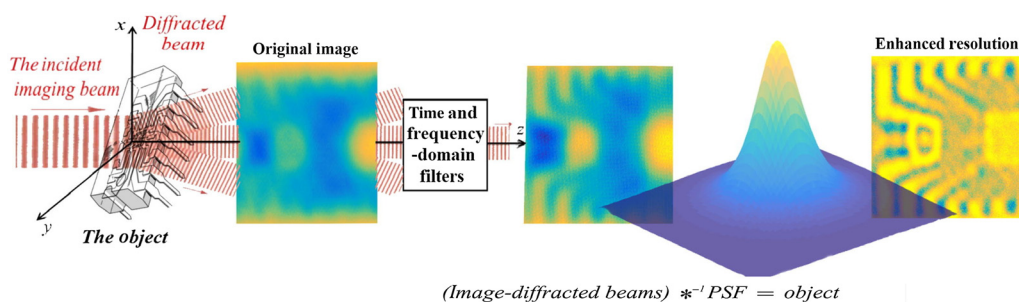 x
Diffracted
beam
The incident
imaging beam
y
The object
Original image
Time and
frequency
-domain
filters
z
Enhanced resolution
(Image-diffracted beams) *⁻¹ PSF = object